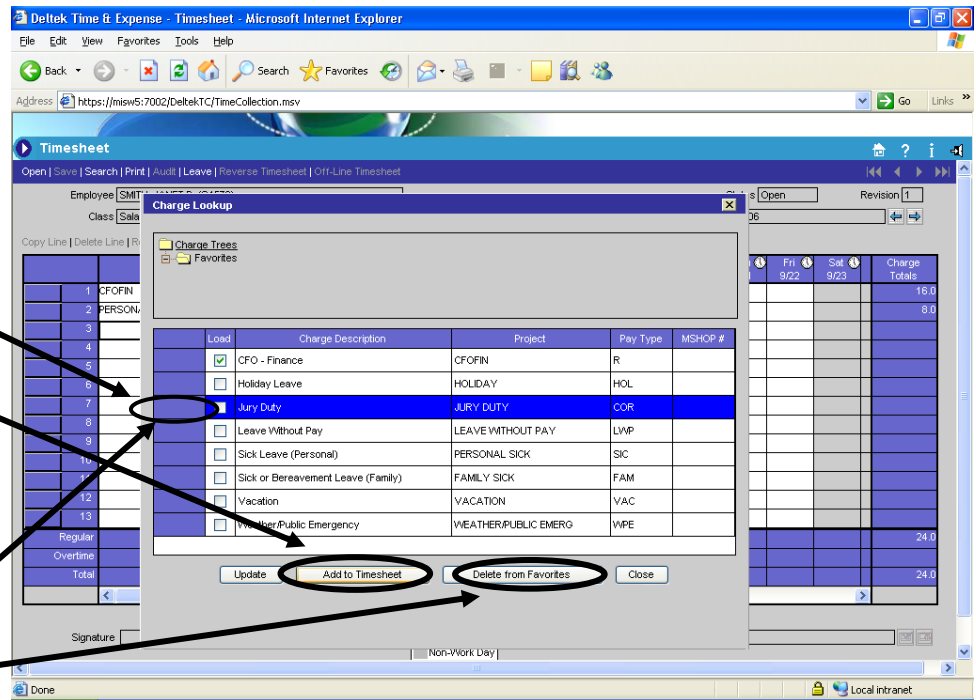 Deltek Time & Expense - Timesheet - Microsoft Internet Explorer
File Edit View Favorites Tools Help
Back Search Favorites
Address https://misw5:7002/DeltekTC/TimeCollection.msv Go Links »
Timesheet
Open | Save | Search | Print | Audit | Leave | Reverse Timesheet | Off-Line Timesheet
Employee Open Revision 1
Class
Charge Lookup
Copy Line | Delete Line |
Charge Trees
Favorites
Fri 9/22 Sat 9/23 Charge Totals
1 CFOFIN 16.0
2 8.0
3
4
5
6
7
8
9
10
11
12
13
Load Charge Description Project Pay Type MSHOP #
CFO - Finance CFOFIN R
Holiday Leave HOLIDAY HOL
Jury Duty JURY DUTY COR
Leave Without Pay LEAVE WITHOUT PAY LWP
Sick Leave (Personal) PERSONAL SICK SIC
Sick or Bereavement Leave (Family) FAMILY SICK FAM
Vacation VACATION VAC
Weather/Public Emergency WEATHER/PUBLIC EMERG WPE
Regular 24.0
Overtime
Total 24.0
Update Add to Timesheet Delete from Favorites Close
Signature
Non-Work Day
Done Local intranet